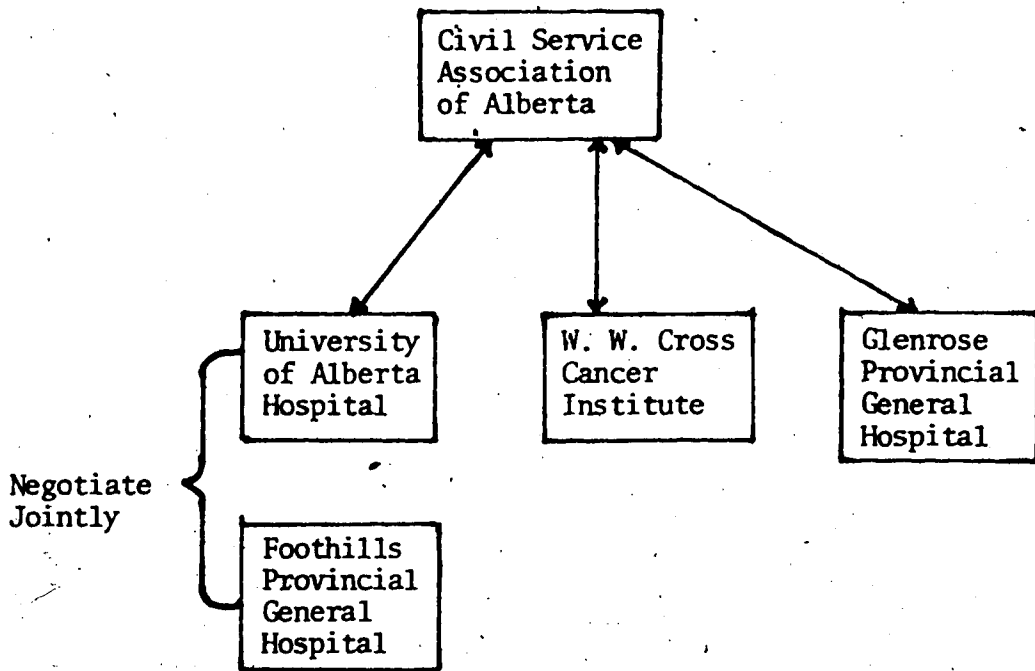 Civil Service
Association
of Alberta
University
of Alberta
Hospital
W. W. Cross
Cancer
Institute
Glenrose
Provincial
General
Hospital
Negotiate
Jointly
Foothills
Provincial
General
Hospital